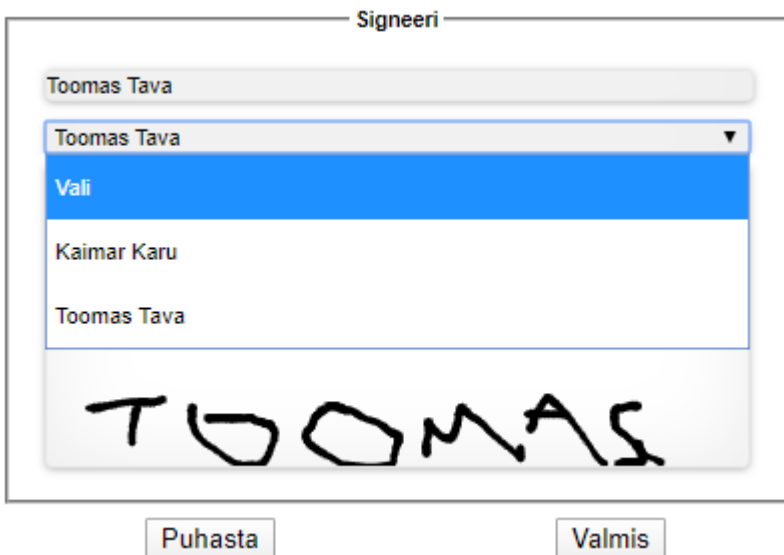 Signeeri
Toomas Tava
Toomas Tava
Vali
Kaimar Karu
Toomas Tava
TOOMAS
Puhasta Valmis